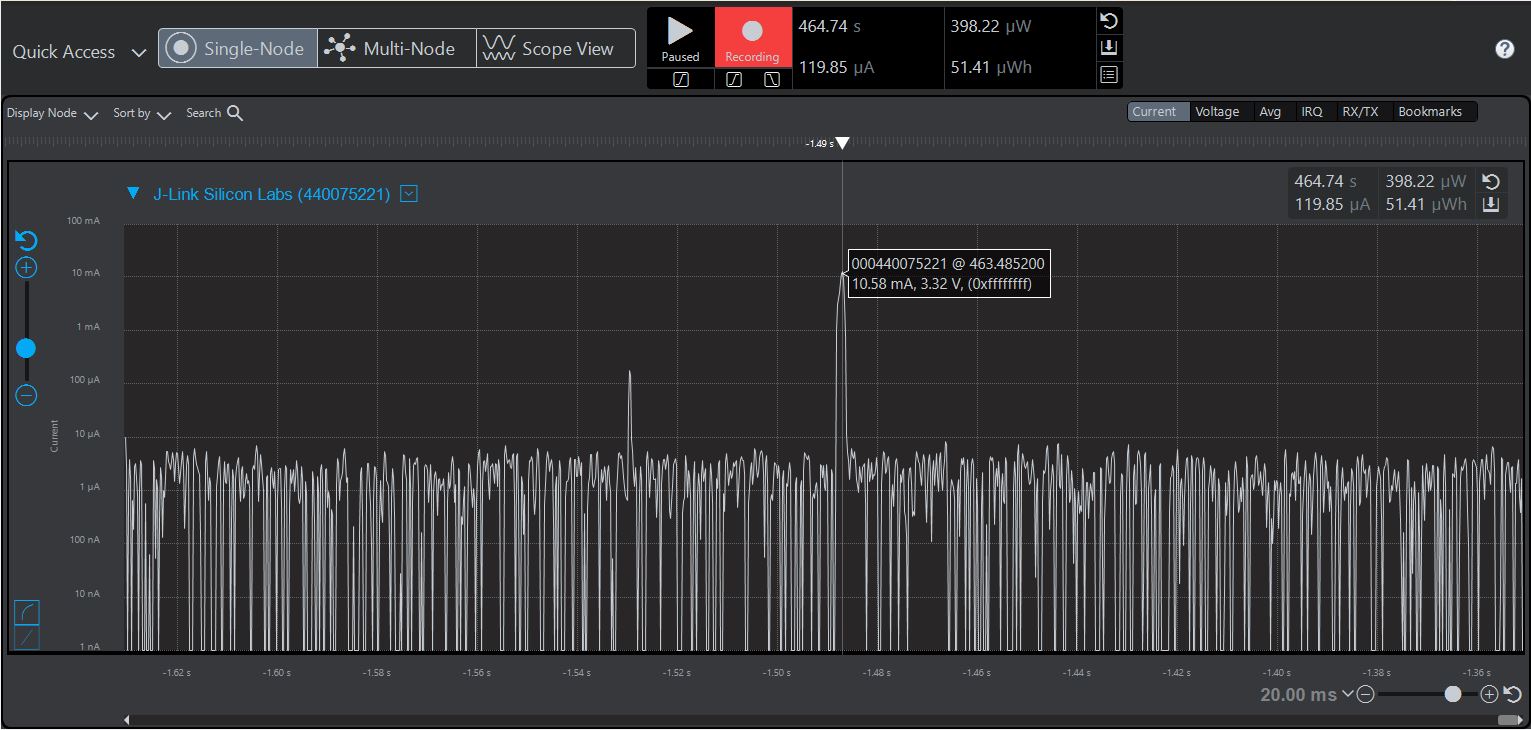 Quick Access
Single-Node
Multi-Node
Scope View
Paused
Recording
464.74 s
398.22 µW
119.85 µA
51.41 µWh
Display Node
Sort by
Search
Current
Voltage
Avg
IRQ
RX/TX
Bookmarks
-1.49 s
J-Link Silicon Labs (440075221)
464.74 s
398.22 µW
119.85 µA
51.41 µWh
100 mA
10 mA
1 mA
100 µA
10 µA
1 µA
100 nA
10 nA
1 nA
Current
000440075221 @ 463.485200
10.58 mA, 3.32 V, (0xffffffff)
-1.62 s
-1.60 s
-1.58 s
-1.56 s
-1.54 s
-1.52 s
-1.50 s
-1.48 s
-1.46 s
-1.44 s
-1.42 s
-1.40 s
-1.38 s
-1.36 s
20.00 ms